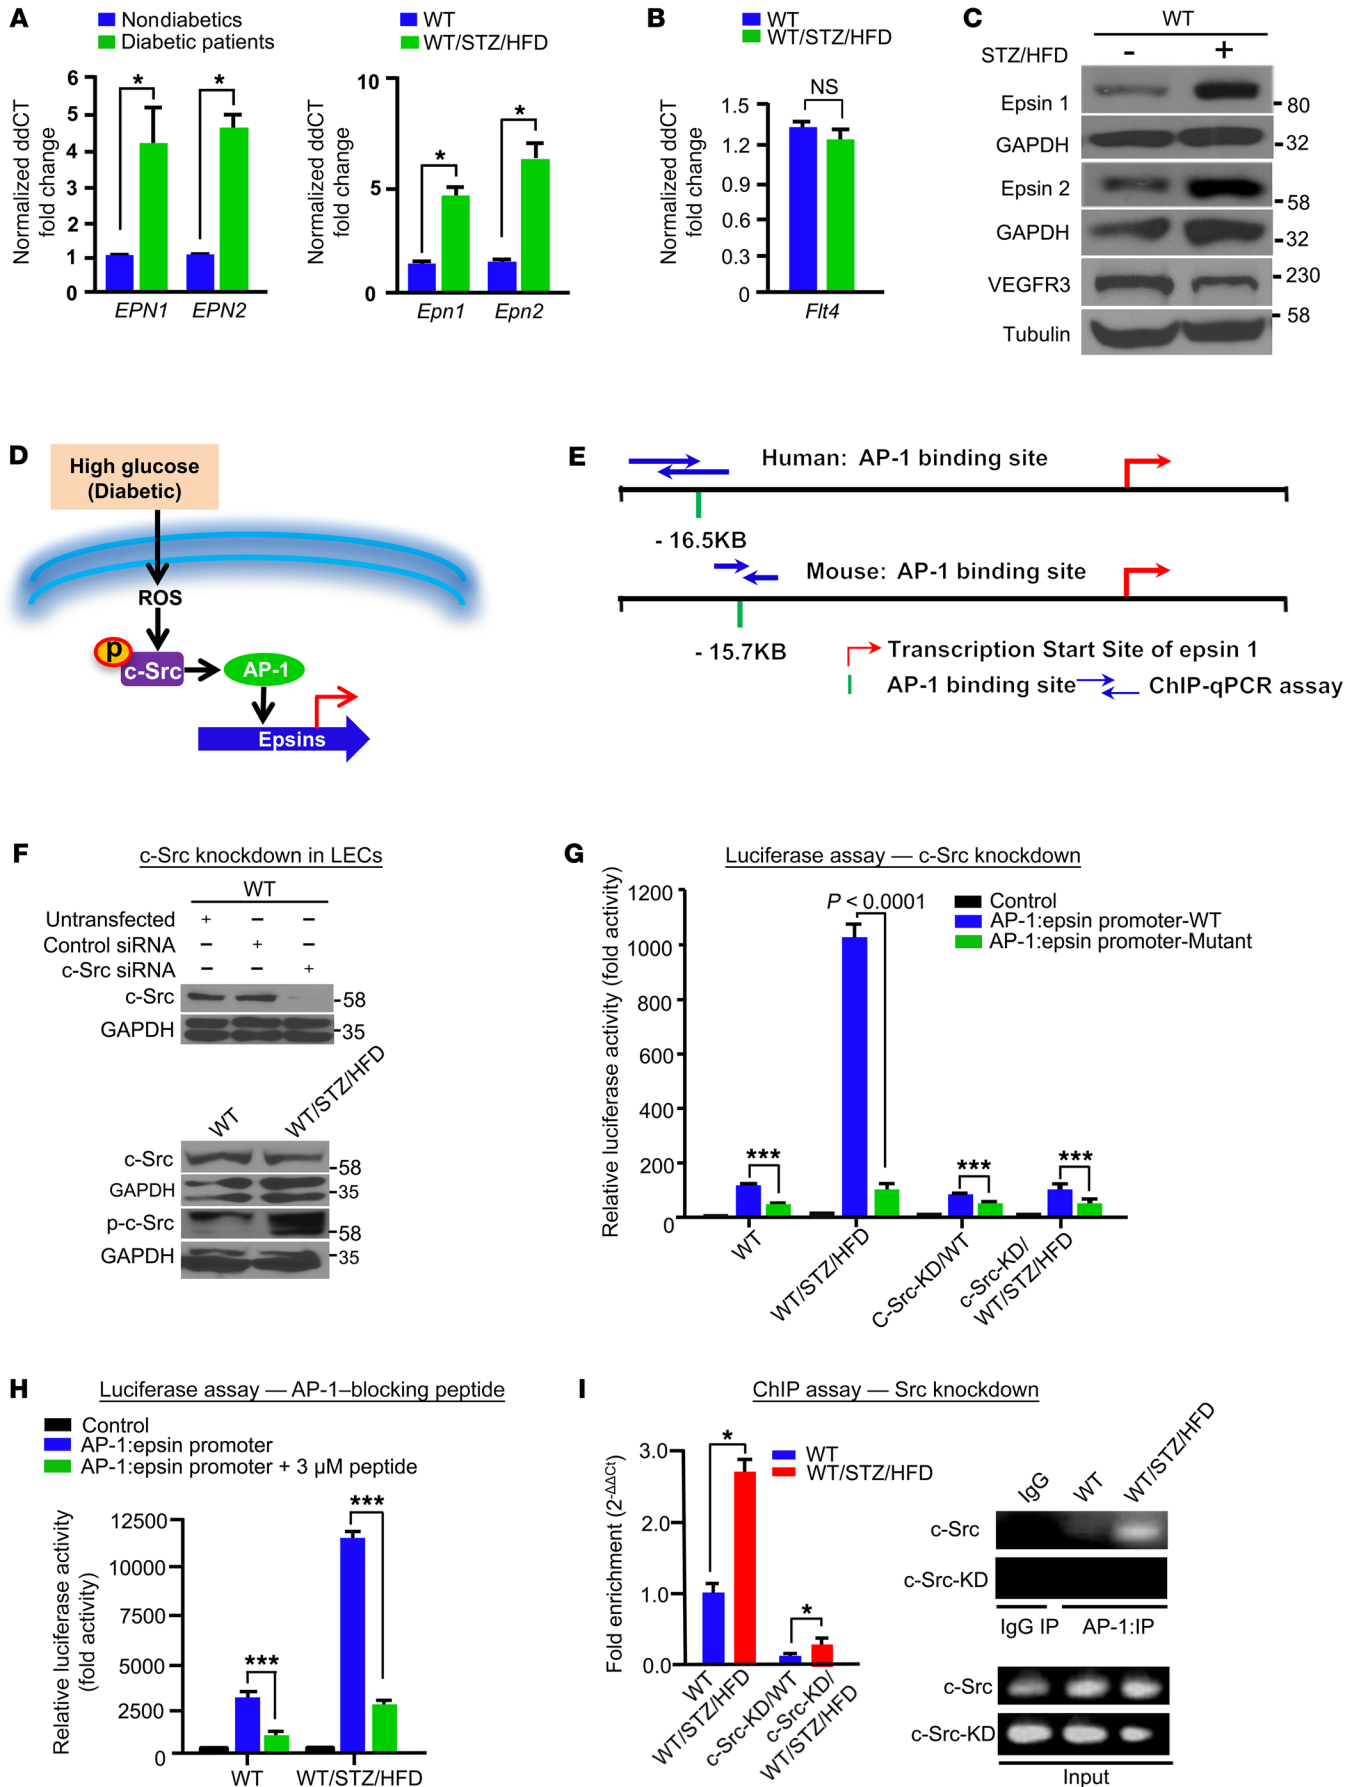 A
Nondiabetics
Diabetic patients
Normalized ddCT
fold change
6
5
4
3
2
1
0
*
*
EPN1 EPN2
WT
WT/STZ/HFD
Normalized ddCT
fold change
10
5
0
*
*
Epn1 Epn2
B
WT
WT/STZ/HFD
Normalized ddCT
fold change
NS
1.5
1.2
0.9
0.6
0.3
0
Flt4
C
WT
STZ/HFD - +
Epsin 1 80
GAPDH 32
Epsin 2 58
GAPDH 32
VEGFR3 230
58
Tubulin
D
High glucose
(Diabetic)
ROS
p
c-Src
AP-1
Epsins
E
Human: AP-1 binding site
- 16.5KB
Mouse: AP-1 binding site
- 15.7KB
Transcription Start Site of epsin 1
AP-1 binding site ChIP-qPCR assay
F
c-Src knockdown in LECs
WT
Untransfected + − −
Control siRNA − + −
c-Src siRNA − − +
c-Src -58
GAPDH -35
WT WT/STZ/HFD
c-Src -58
GAPDH -35
p-c-Src -58
GAPDH -35
G
Luciferase assay — c-Src knockdown
Relative luciferase activity (fold activity)
1200
1000
800
600
400
200
0
P < 0.0001
Control
AP-1:epsin promoter-WT
AP-1:epsin promoter-Mutant
*** *** ***
WT
WT/STZ/HFD
C-Src-KD/WT
c-Src-KD/
WT/STZ/HFD
H
Luciferase assay — AP-1–blocking peptide
Control
AP-1:epsin promoter
AP-1:epsin promoter + 3 µM peptide
Relative luciferase activity
(fold activity)
12500
10000
7500
5000
2500
0
***
***
WT WT/STZ/HFD
I
ChIP assay — Src knockdown
Fold enrichment (2-ΔΔCt)
3.0
2.0
1.0
0.0
*
*
WT
WT/STZ/HFD
WT
WT/STZ/HFD
c-Src-KD/WT
c-Src-KD/
WT/STZ/HFD
IgG WT WT/STZ/HFD
c-Src
c-Src-KD
IgG IP AP-1:IP
c-Src
c-Src-KD
Input